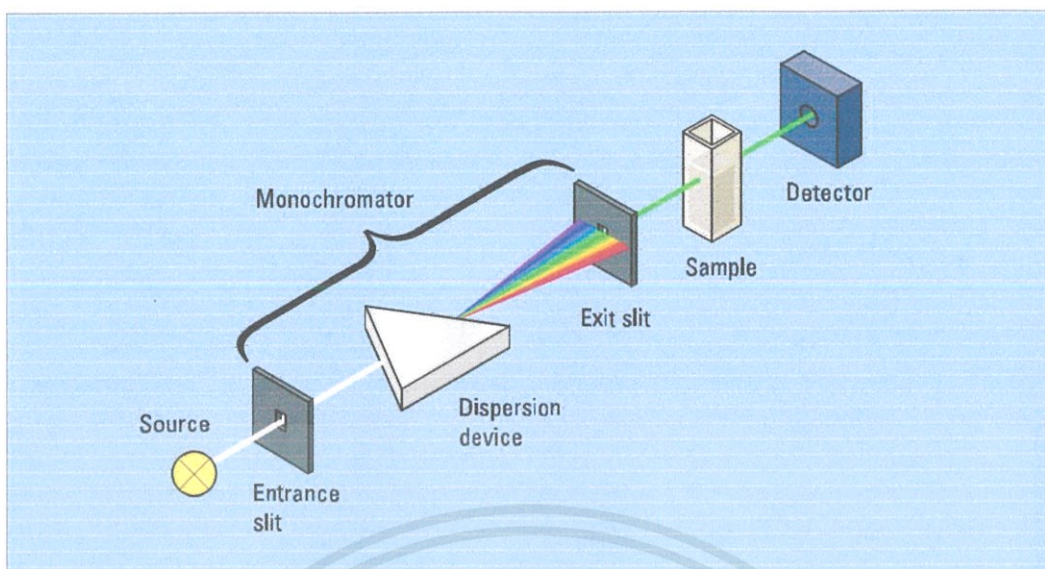 Monochromator
Detector
Sample
Exit slit
Dispersion
device
Source
Entrance
slit